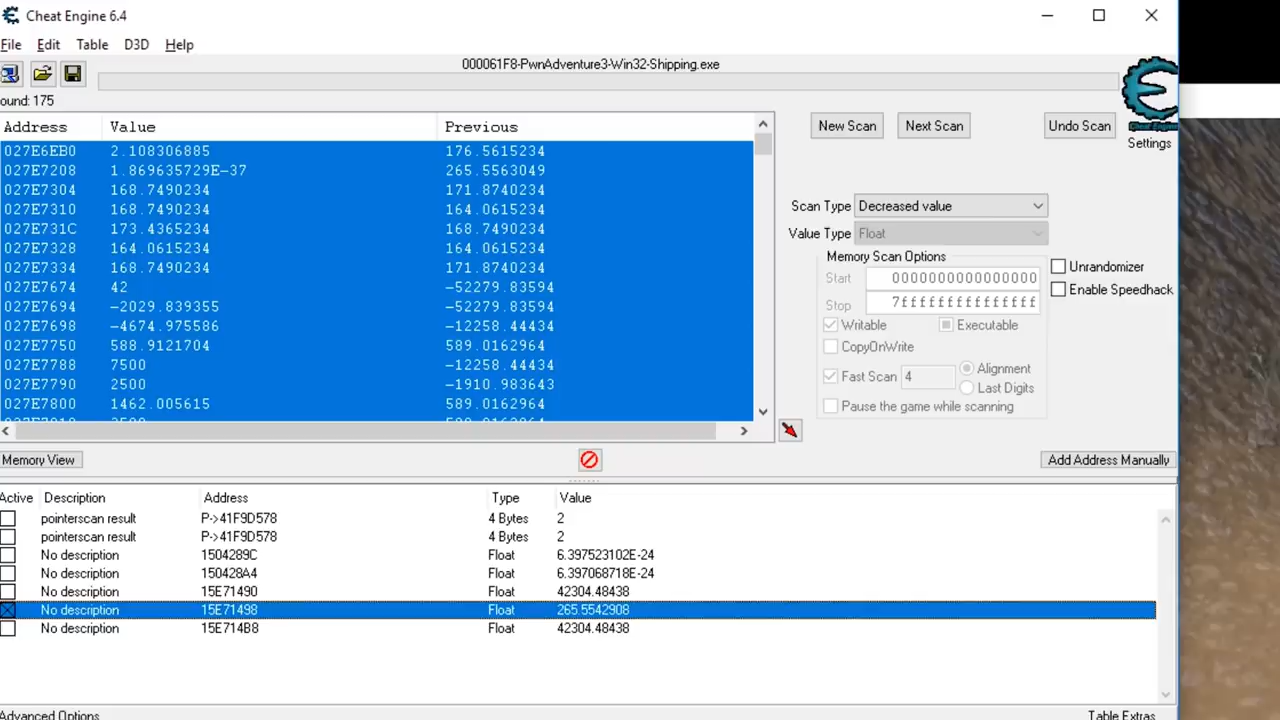 Cheat Engine 6.4
File Edit Table D3D Help
000061F8-PwnAdventure3-Win32-Shipping.exe
ound: 175
Address Value Previous
027E6EB0 2.108306885 176.5615234
027E7208 1.869635729E-37 265.5563049
027E7304 168.7490234 171.8740234
027E7310 168.7490234 164.0615234
027E731C 173.4365234 168.7490234
027E7328 164.0615234 164.0615234
027E7334 168.7490234 171.8740234
027E7674 42 -52279.83594
027E7694 -2029.839355 -52279.83594
027E7698 -4674.975586 -12258.44434
027E7750 588.9121704 589.0162964
027E7788 7500 -12258.44434
027E7790 2500 -1910.983643
027E7800 1462.005615 589.0162964
New Scan Next Scan Undo Scan
Cheat Engine
Settings
Scan Type Decreased value
Value Type Float
Memory Scan Options
Start 0000000000000000
Stop 7fffffffffffffff
Writable Executable
CopyOnWrite
Fast Scan 4 Alignment
Last Digits
Pause the game while scanning
Unrandomizer
Enable Speedhack
Memory View Add Address Manually
Active Description Address Type Value
pointerscan result P->41F9D578 4 Bytes 2
pointerscan result P->41F9D578 4 Bytes 2
No description 1504289C Float 6.397523102E-24
No description 150428A4 Float 6.397068718E-24
No description 15E71490 Float 42304.48438
No description 15E71498 Float 265.5542908
No description 15E714B8 Float 42304.48438
Advanced Options Table Extras